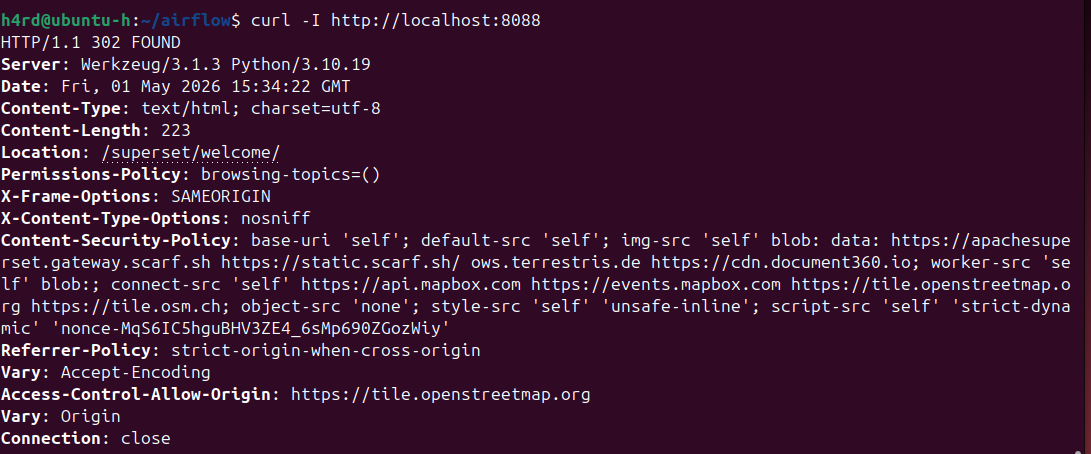 h4rd@ubuntu-h:~/airflow$ curl -I http://localhost:8088
HTTP/1.1 302 FOUND
Server: Werkzeug/3.1.3 Python/3.10.19
Date: Fri, 01 May 2026 15:34:22 GMT
Content-Type: text/html; charset=utf-8
Content-Length: 223
Location: /superset/welcome/
Permissions-Policy: browsing-topics=()
X-Frame-Options: SAMEORIGIN
X-Content-Type-Options: nosniff
Content-Security-Policy: base-uri 'self'; default-src 'self'; img-src 'self' blob: data: https://apachesupe
rset.gateway.scarf.sh https://static.scarf.sh/ ows.terrestris.de https://cdn.document360.io; worker-src 'se
lf' blob:; connect-src 'self' https://api.mapbox.com https://events.mapbox.com https://tile.openstreetmap.o
rg https://tile.osm.ch; object-src 'none'; style-src 'self' 'unsafe-inline'; script-src 'self' 'strict-dyna
mic' 'nonce-MqS6IC5hguBHV3ZE4_6sMp690ZGozWiy'
Referrer-Policy: strict-origin-when-cross-origin
Vary: Accept-Encoding
Access-Control-Allow-Origin: https://tile.openstreetmap.org
Vary: Origin
Connection: close